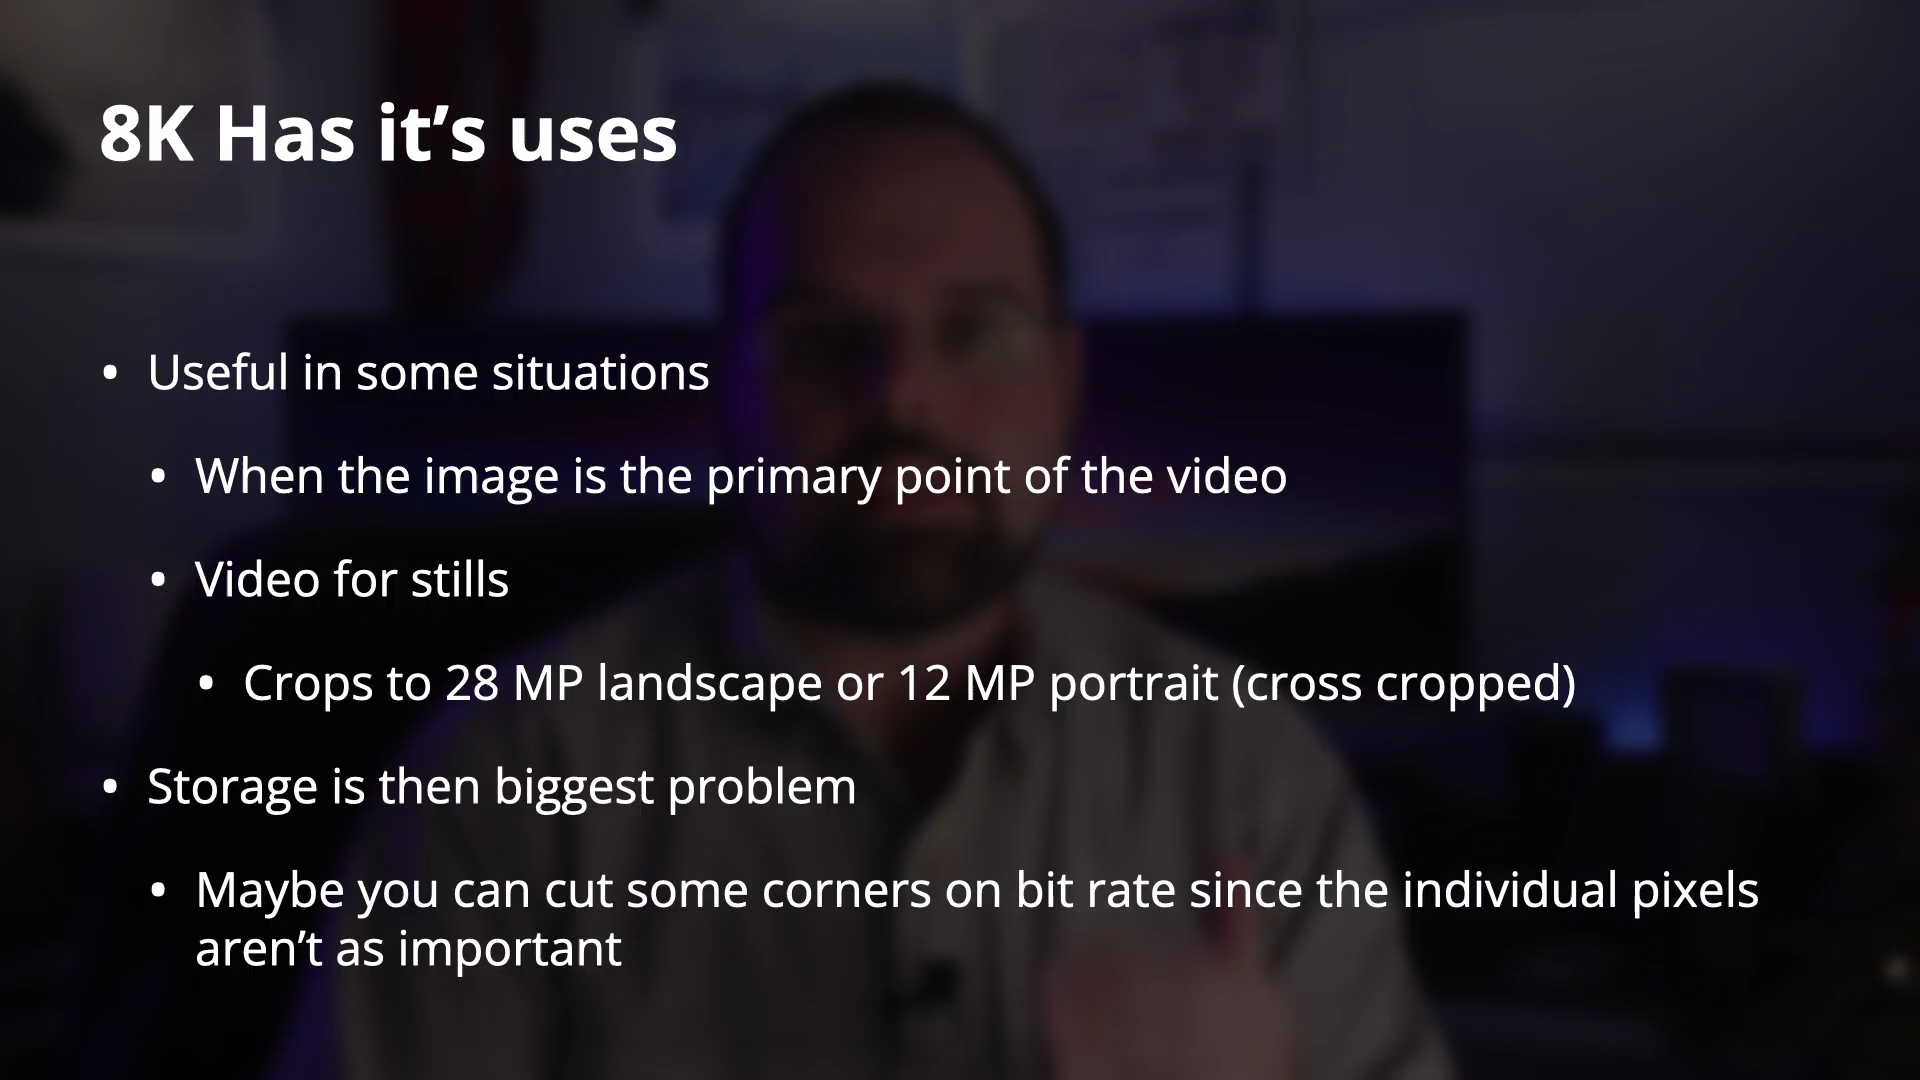 8K Has it’s uses
• Useful in some situations
• When the image is the primary point of the video
• Video for stills
• Crops to 28 MP landscape or 12 MP portrait (cross cropped)
• Storage is then biggest problem
• Maybe you can cut some corners on bit rate since the individual pixels
aren’t as important